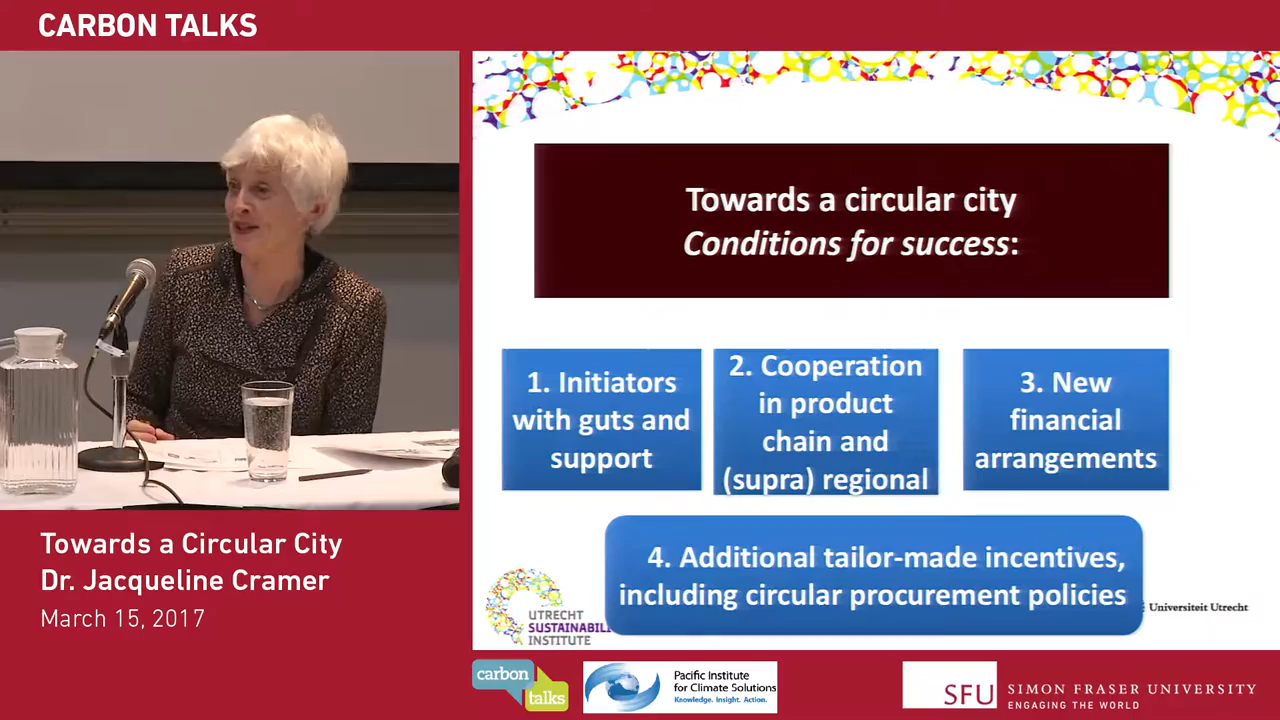 CARBON TALKS
Towards a circular city
Conditions for success:
1. Initiators
with guts and
support
2. Cooperation
in product
chain and
(supra) regional
3. New
financial
arrangements
4. Additional tailor-made incentives,
including circular procurement policies
UTRECHT
SUSTAINABILI
INSTITUTE
Universiteit Utrecht
Towards a Circular City
Dr. Jacqueline Cramer
March 15, 2017
carbon
talks
Pacific Institute
for Climate Solutions
Knowledge. Insight. Action.
SFU
SIMON FRASER UNIVERSITY
ENGAGING THE WORLD